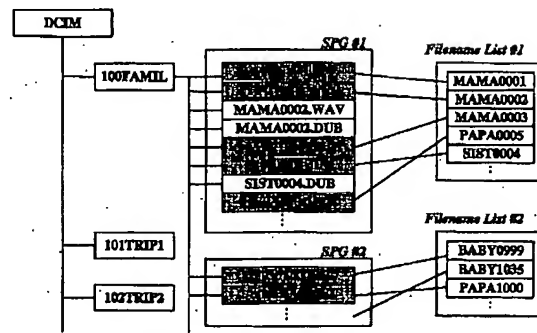 DCIM
100FAMIL
SPG #1
MAMA0002.WAV
MAMA0002.DUB
SIST0004.DUB
Filename List #1
MAMA0001
MAMA0002
MAMA0003
PAPA0005
SIST0004
101TRIP1
102TRIP2
SPG #2
Filename List #2
BABY0999
BABY1035
PAPA1000